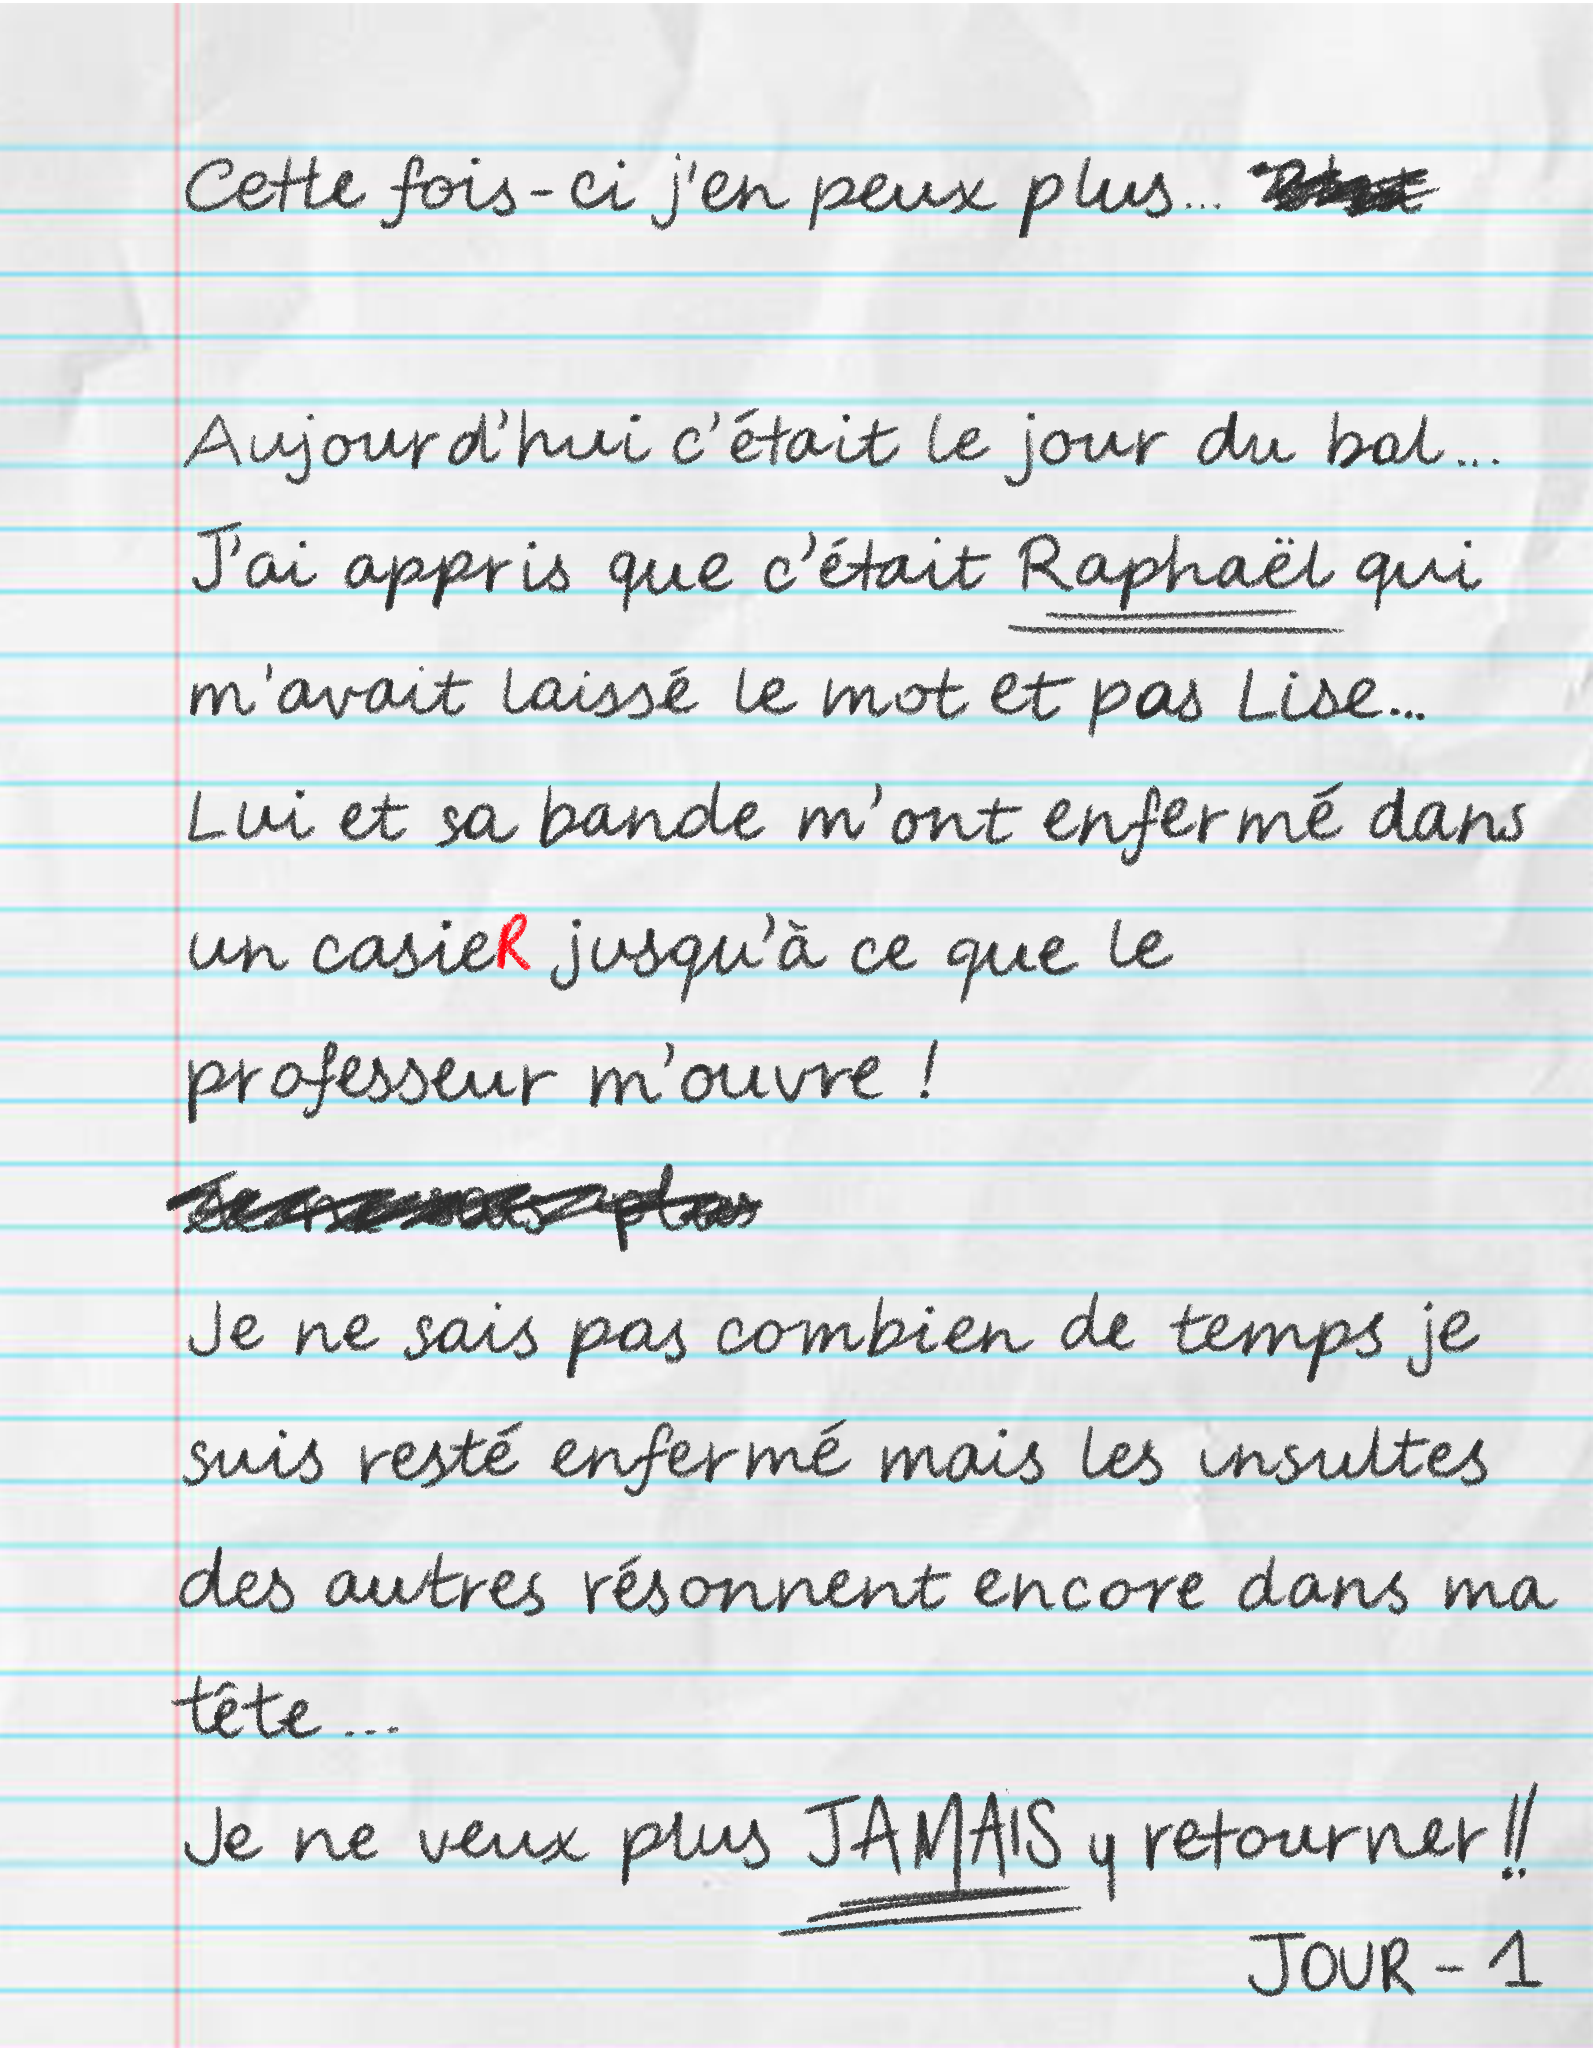 Cette fois-ci j'en peux plus...
Aujourd'hui c'était le jour du bal...
J'ai appris que c'était Raphaël qui
m'avait laissé le mot et pas Lise...
Lui et sa bande m'ont enfermé dans
un casieR jusqu'à ce que le
professeur m'ouvre !
Je ne sais pas combien de temps je
suis resté enfermé mais les insultes
des autres résonnent encore dans ma
tête...
Je ne veux plus JAMAIS y retourner !!
JOUR - 1